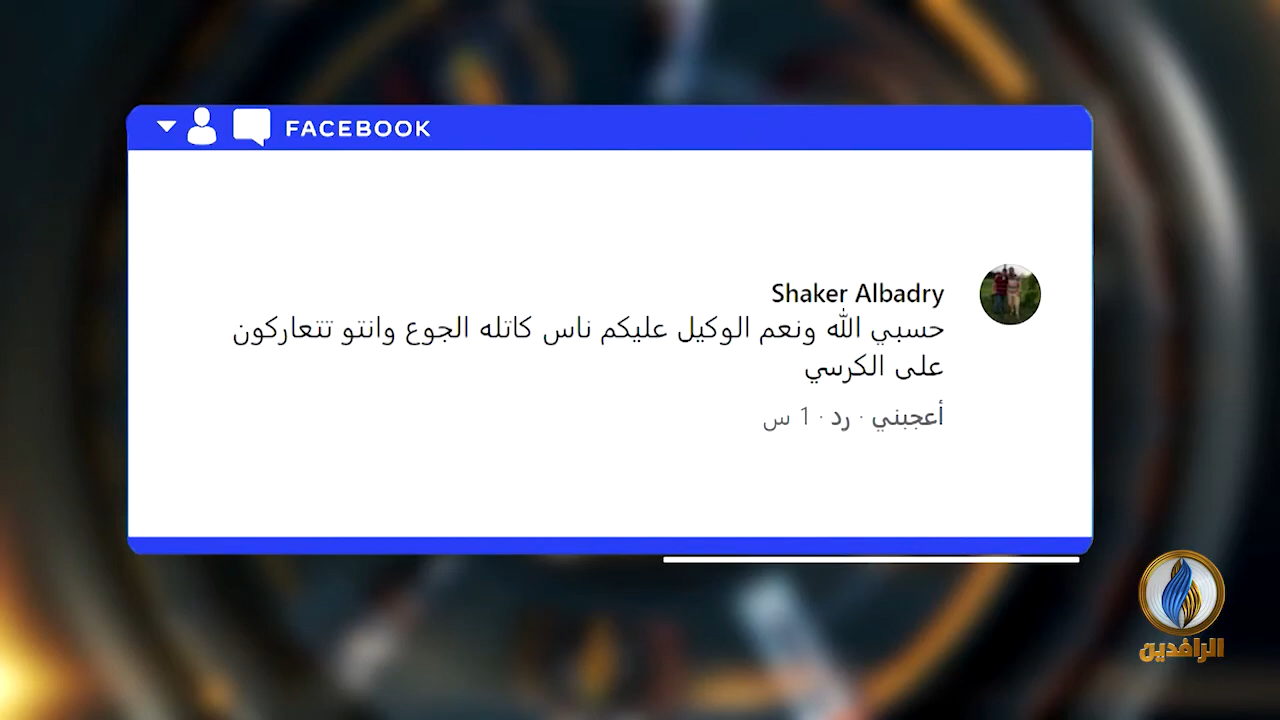 FACEBOOK
Shaker Albadry
حسبي الله ونعم الوكيل عليكم ناس كاتله الجوع وانتو تتعاركون
على الكرسي
أعجبني · رد · 1 س
الرافدين